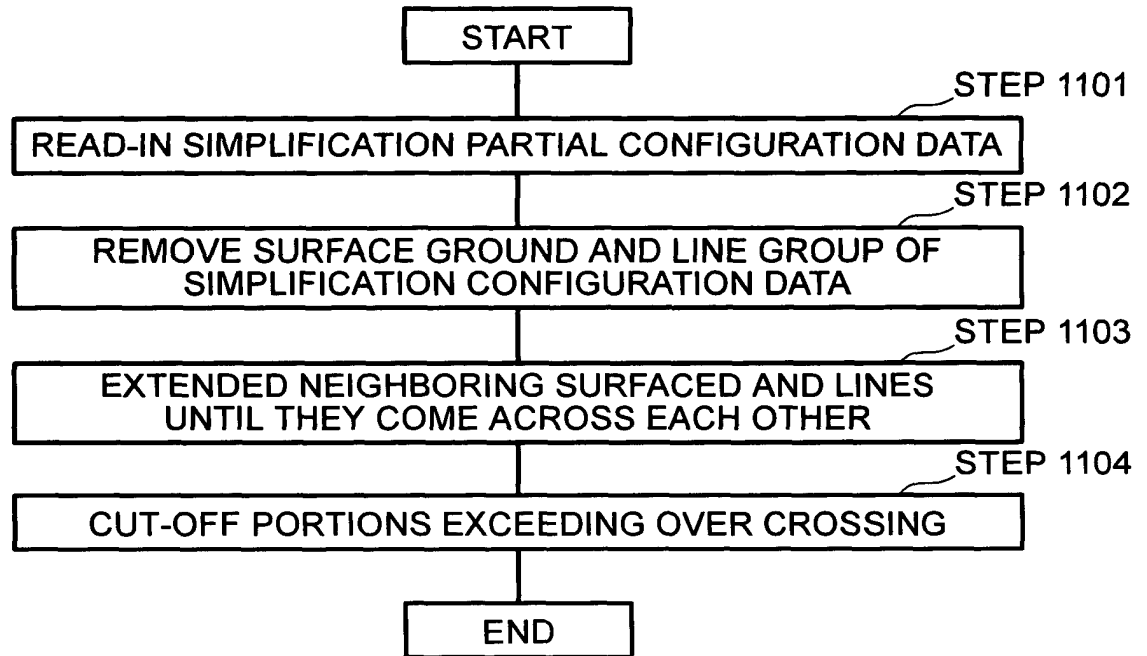 START
STEP 1101
READ-IN SIMPLIFICATION PARTIAL CONFIGURATION DATA
STEP 1102
REMOVE SURFACE GROUND AND LINE GROUP OF
SIMPLIFICATION CONFIGURATION DATA
STEP 1103
EXTENDED NEIGHBORING SURFACED AND LINES
UNTIL THEY COME ACROSS EACH OTHER
STEP 1104
CUT-OFF PORTIONS EXCEEDING OVER CROSSING
END